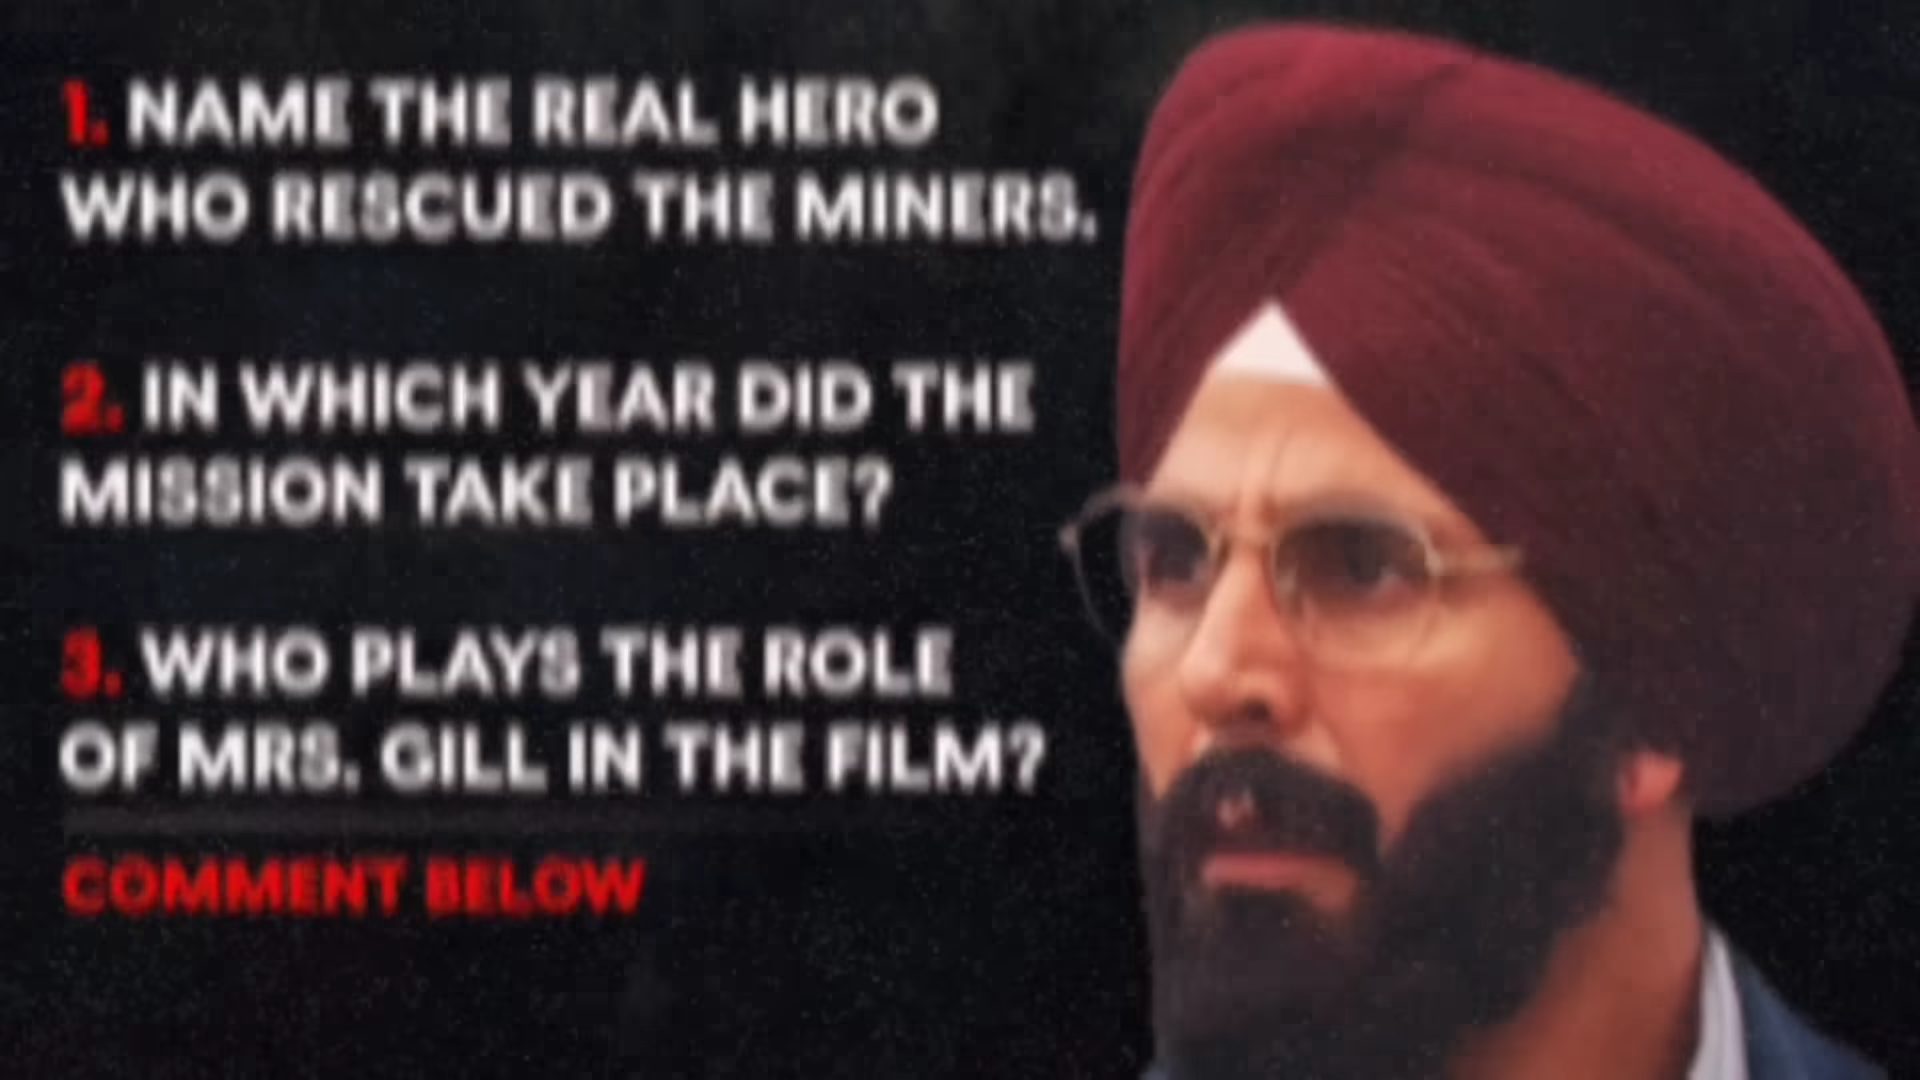 1. NAME THE REAL HERO
WHO RESCUED THE MINERS.
2. IN WHICH YEAR DID THE
MISSION TAKE PLACE?
3. WHO PLAYS THE ROLE
OF MRS. GILL IN THE FILM?
COMMENT BELOW